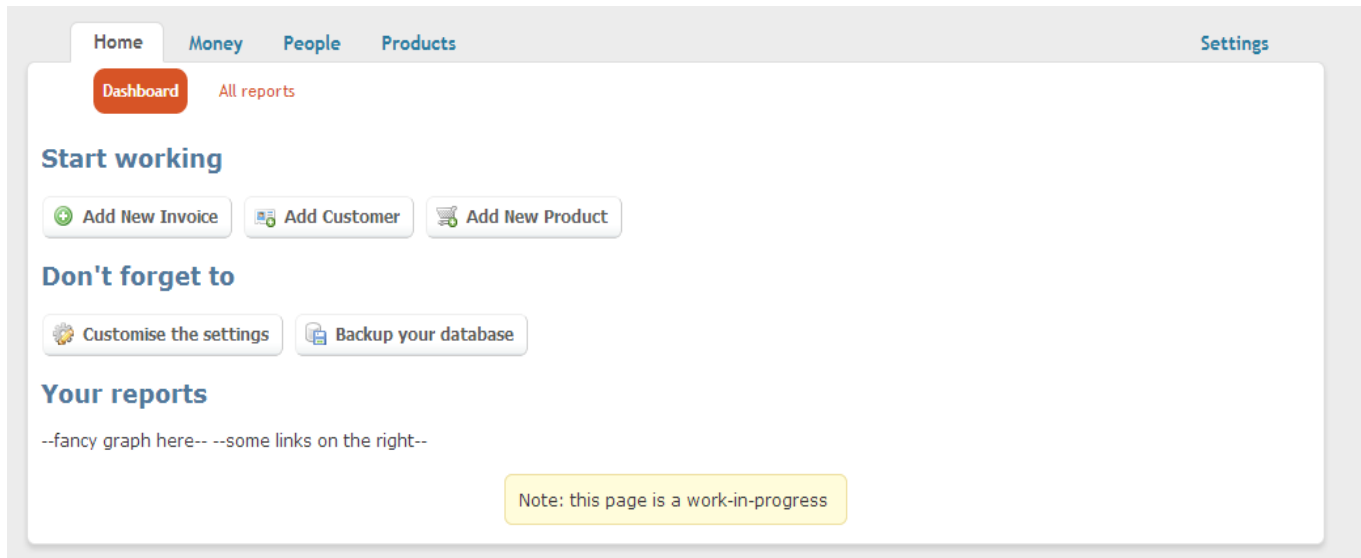 Home Money People Products Settings
Dashboard All reports
Start working
Add New Invoice Add Customer Add New Product
Don't forget to
Customise the settings Backup your database
Your reports
--fancy graph here-- --some links on the right--
Note: this page is a work-in-progress